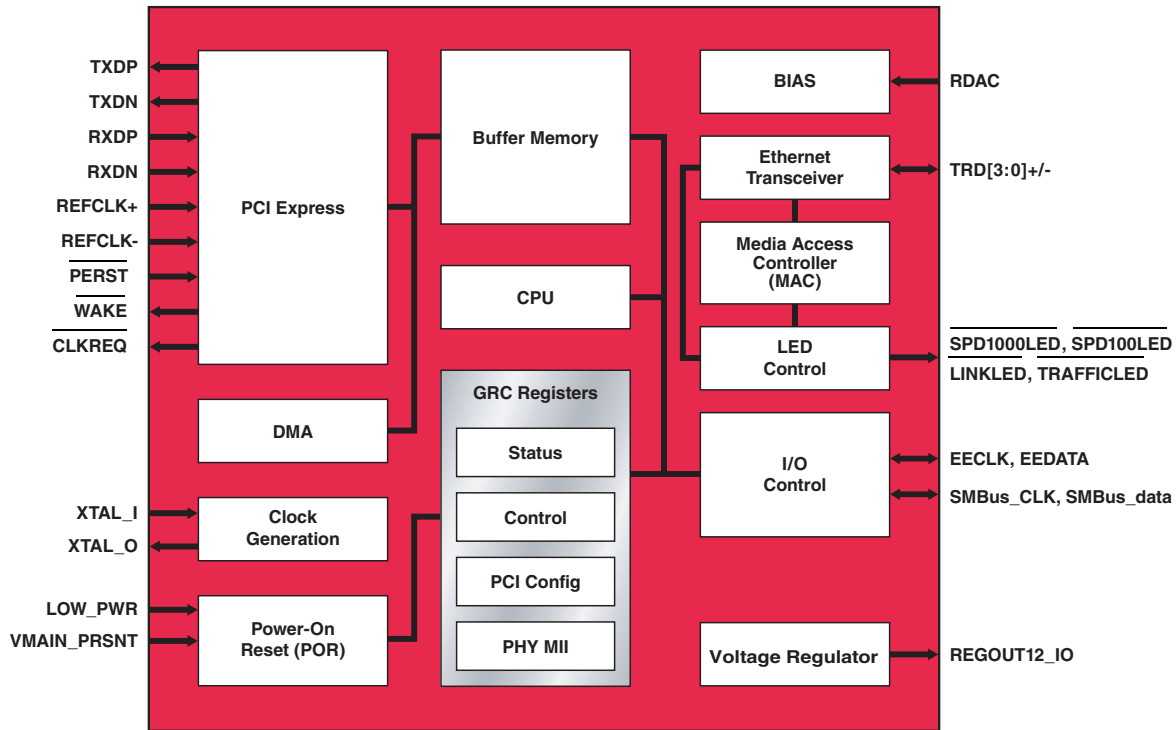 TXDP
TXDN
RXDP
RXDN
REFCLK+
REFCLK-
PERST
WAKE
CLKREQ
XTAL_I
XTAL_O
LOW_PWR
VMAIN_PRSNT
PCI Express
DMA
Clock
Generation
Power-On
Reset (POR)
Buffer Memory
CPU
GRC Registers
Status
Control
PCI Config
PHY MII
BIAS
Ethernet
Transceiver
Media Access
Controller
(MAC)
LED
Control
I/O
Control
Voltage Regulator
RDAC
TRD[3:0]+/-
SPD1000LED, SPD100LED
LINKLED, TRAFFICLED
EECLK, EEDATA
SMBus_CLK, SMBus_data
REGOUT12_IO